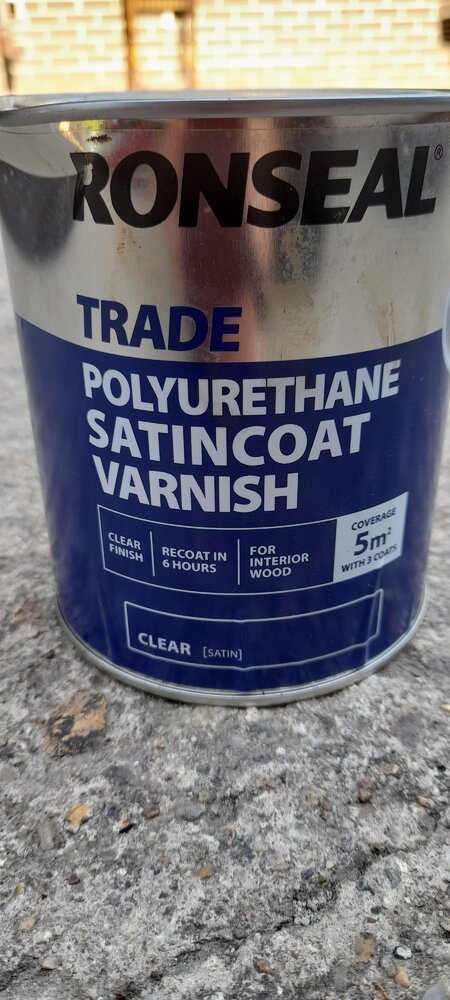 RONSEAL®
TRADE
POLYURETHANE
SATINCOAT
VARNISH
CLEAR
FINISH
RECOAT IN
6 HOURS
FOR
INTERIOR
WOOD
COVERAGE
5m²
WITH 3 COATS
CLEAR [SATIN]